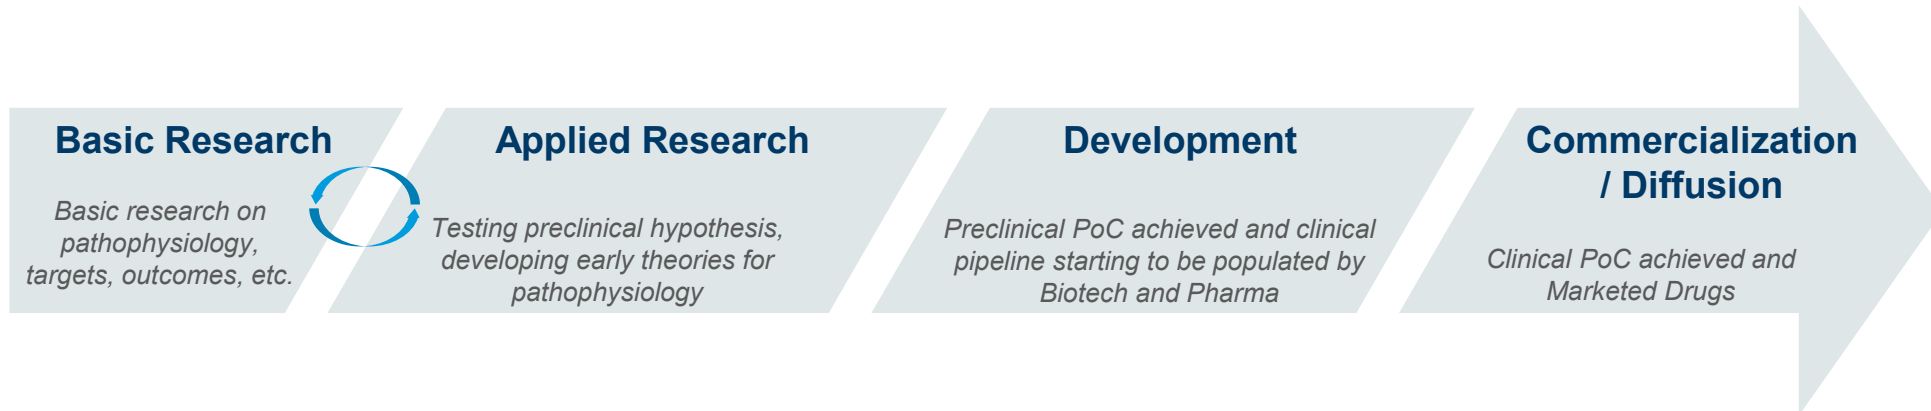 Basic Research
Basic research on
pathophysiology,
targets, outcomes, etc.
Applied Research
Testing preclinical hypothesis,
developing early theories for
pathophysiology
Development
Preclinical PoC achieved and clinical
pipeline starting to be populated by
Biotech and Pharma
Commercialization
/ Diffusion
Clinical PoC achieved and
Marketed Drugs